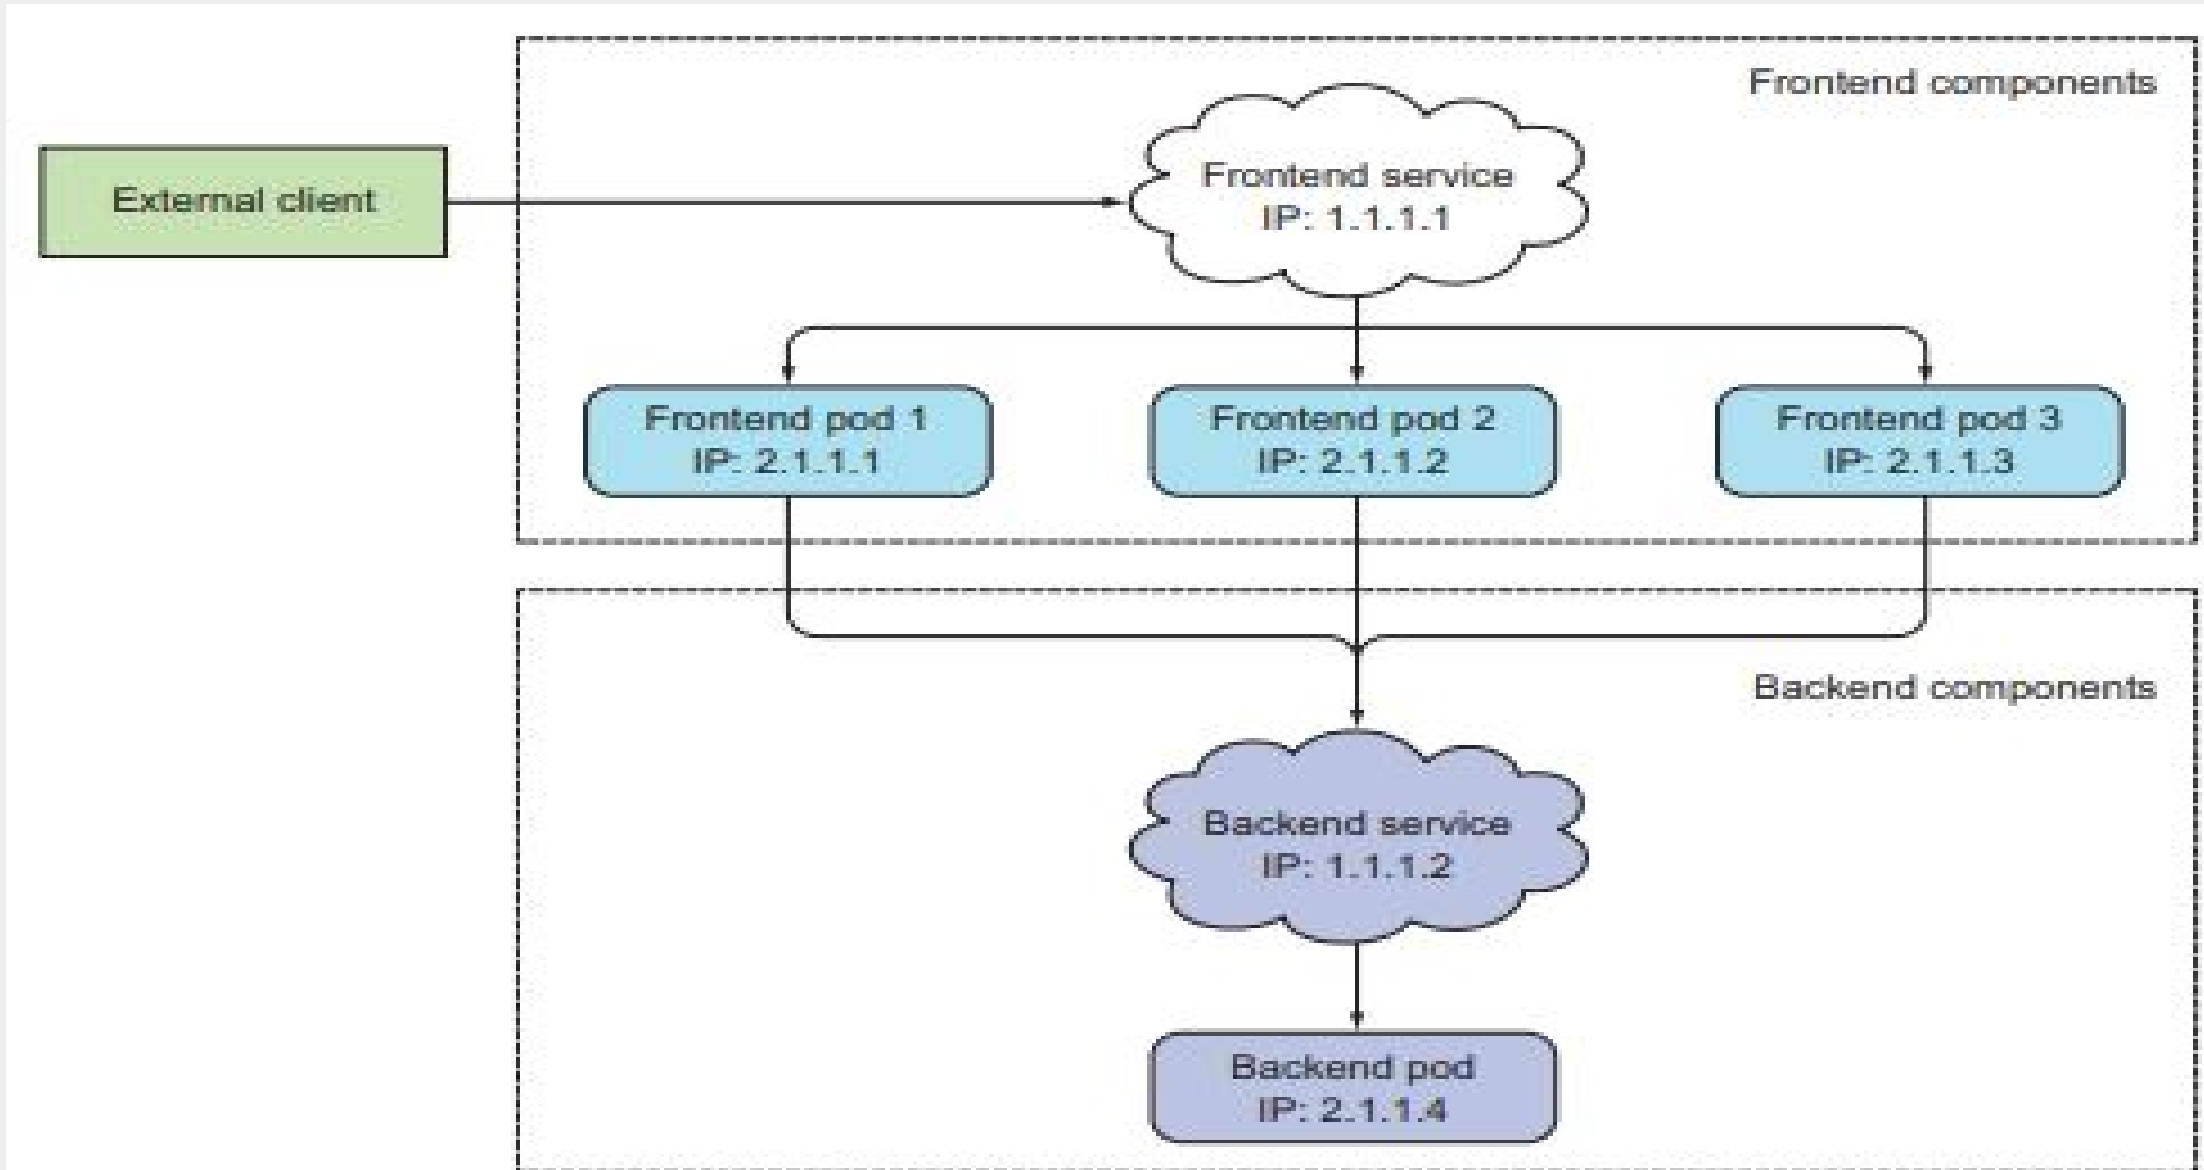 Frontend components
External client
Frontend service
IP: 1.1.1.1
Frontend pod 1
IP: 2.1.1.1
Frontend pod 2
IP: 2.1.1.2
Frontend pod 3
IP: 2.1.1.3
Backend components
Backend service
IP: 1.1.1.2
Backend pod
IP: 2.1.1.4